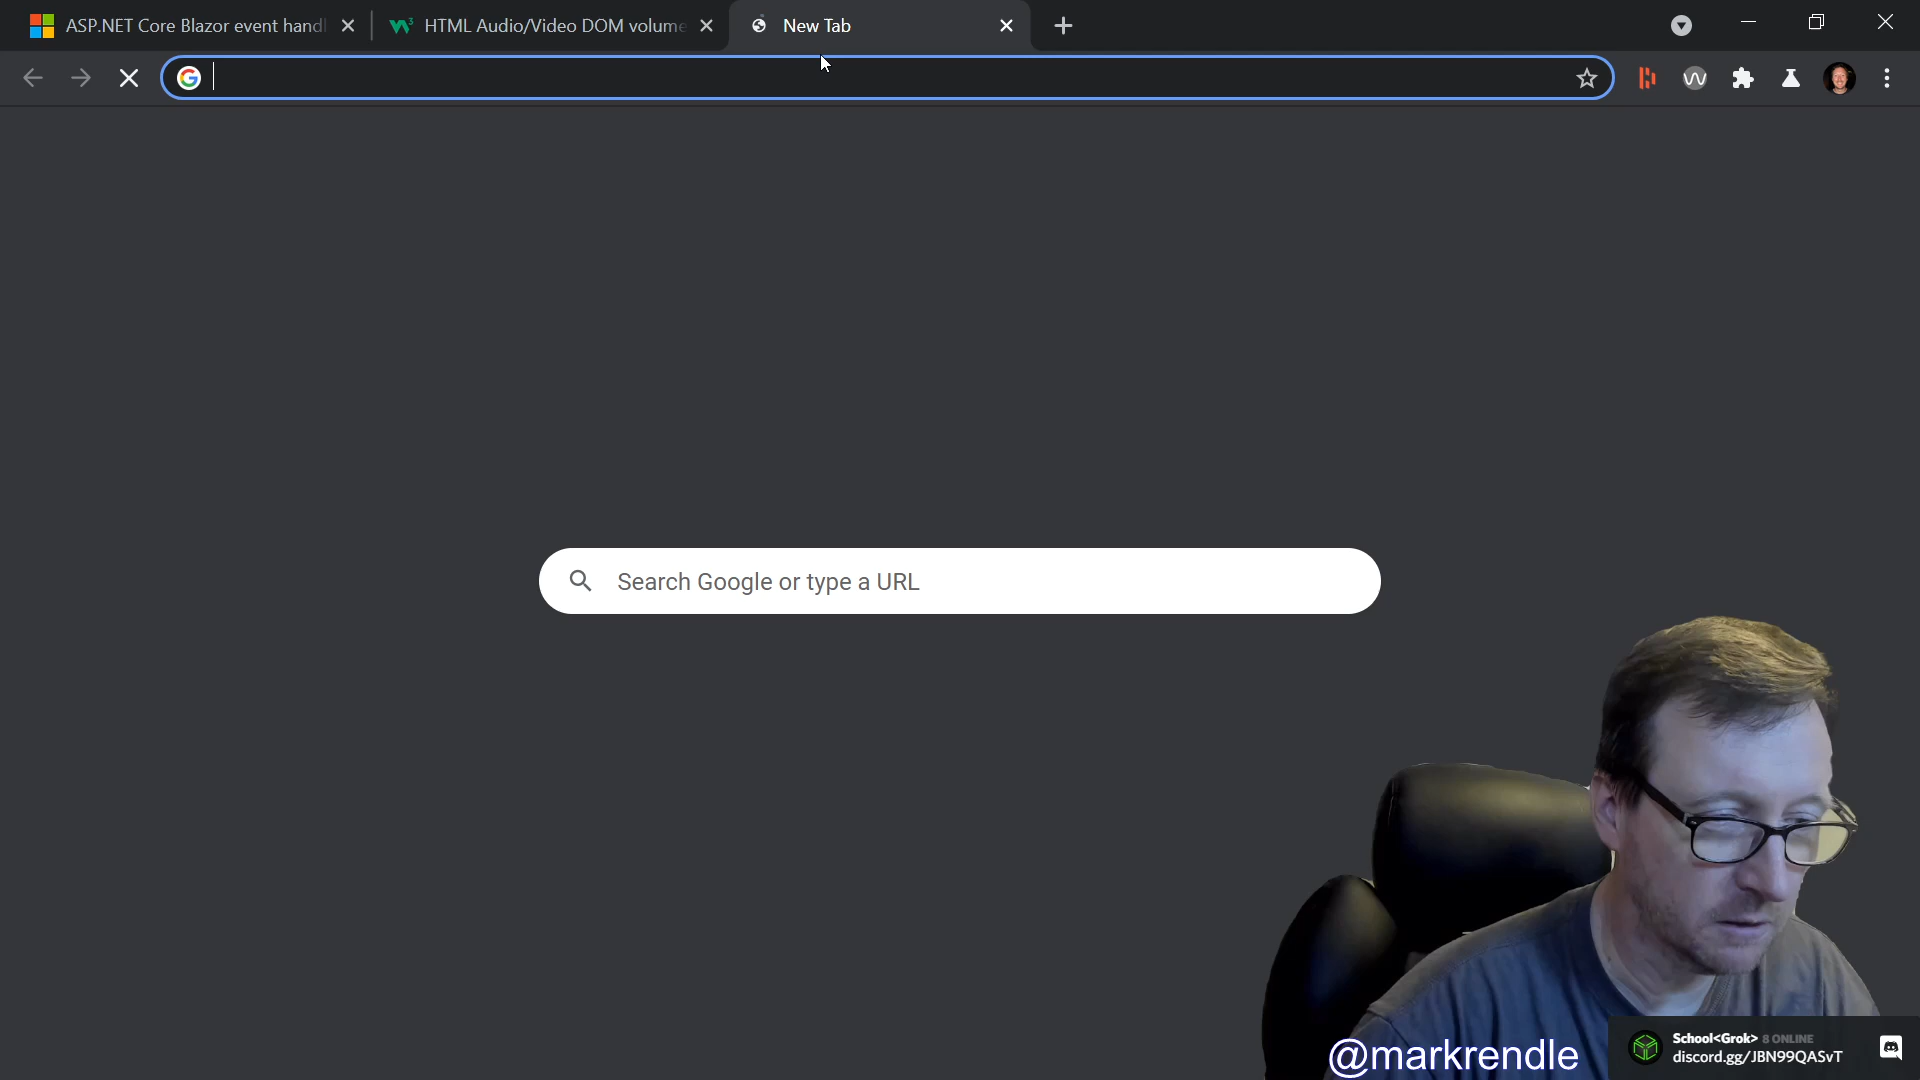 ASP.NET Core Blazor event handl
HTML Audio/Video DOM volume
New Tab
Search Google or type a URL
@markrendle
School<Grok> 8 ONLINE
discord.gg/JBN99QASvT